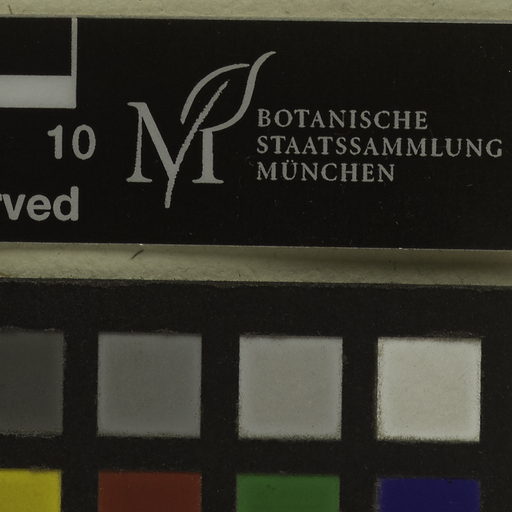 10
BOTANISCHE
STAATSSAMMLUNG
MÜNCHEN
rved